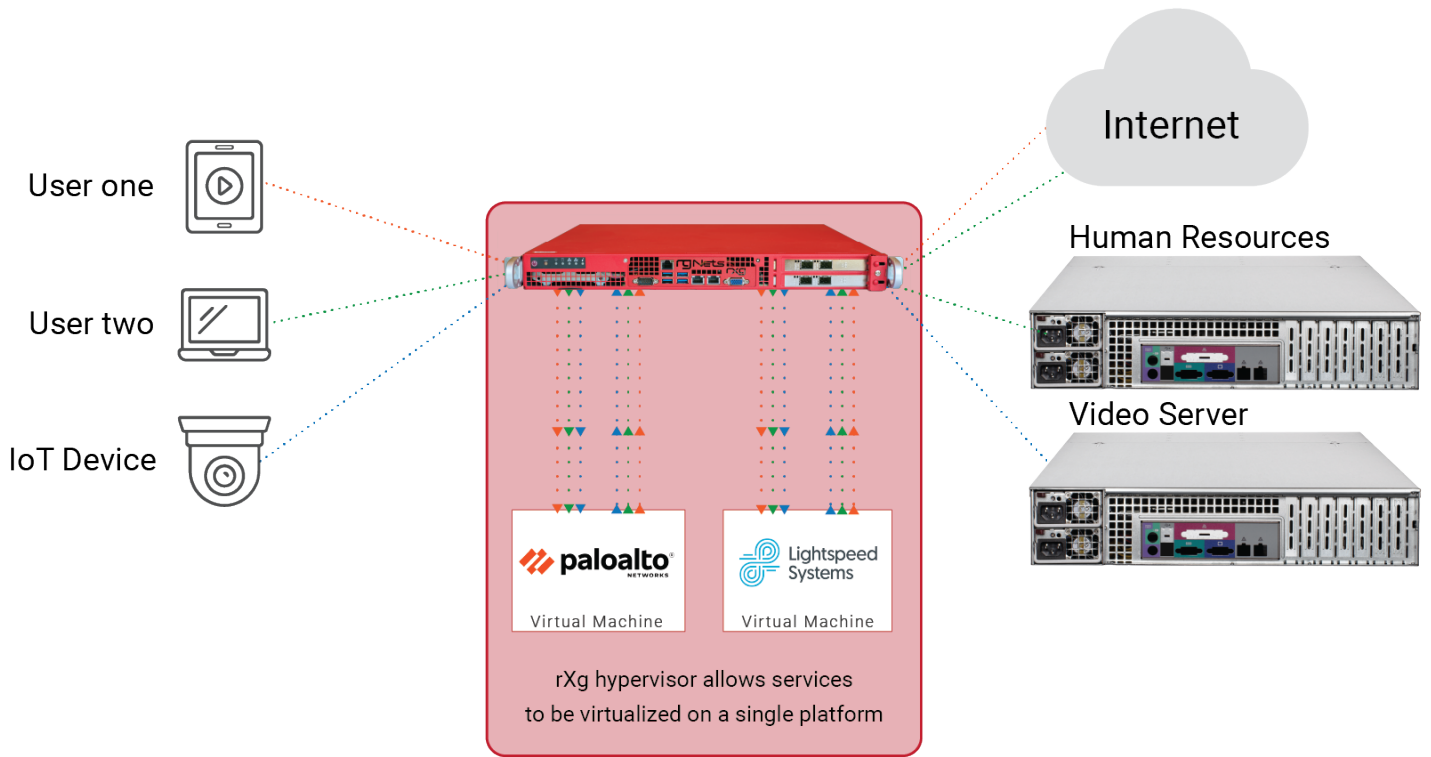 Internet
User one
Human Resources
rgNets
rXg
User two
Video Server
IoT Device
paloalto®
NETWORKS
Lightspeed
Systems
Virtual Machine
Virtual Machine
rXg hypervisor allows services
to be virtualized on a single platform